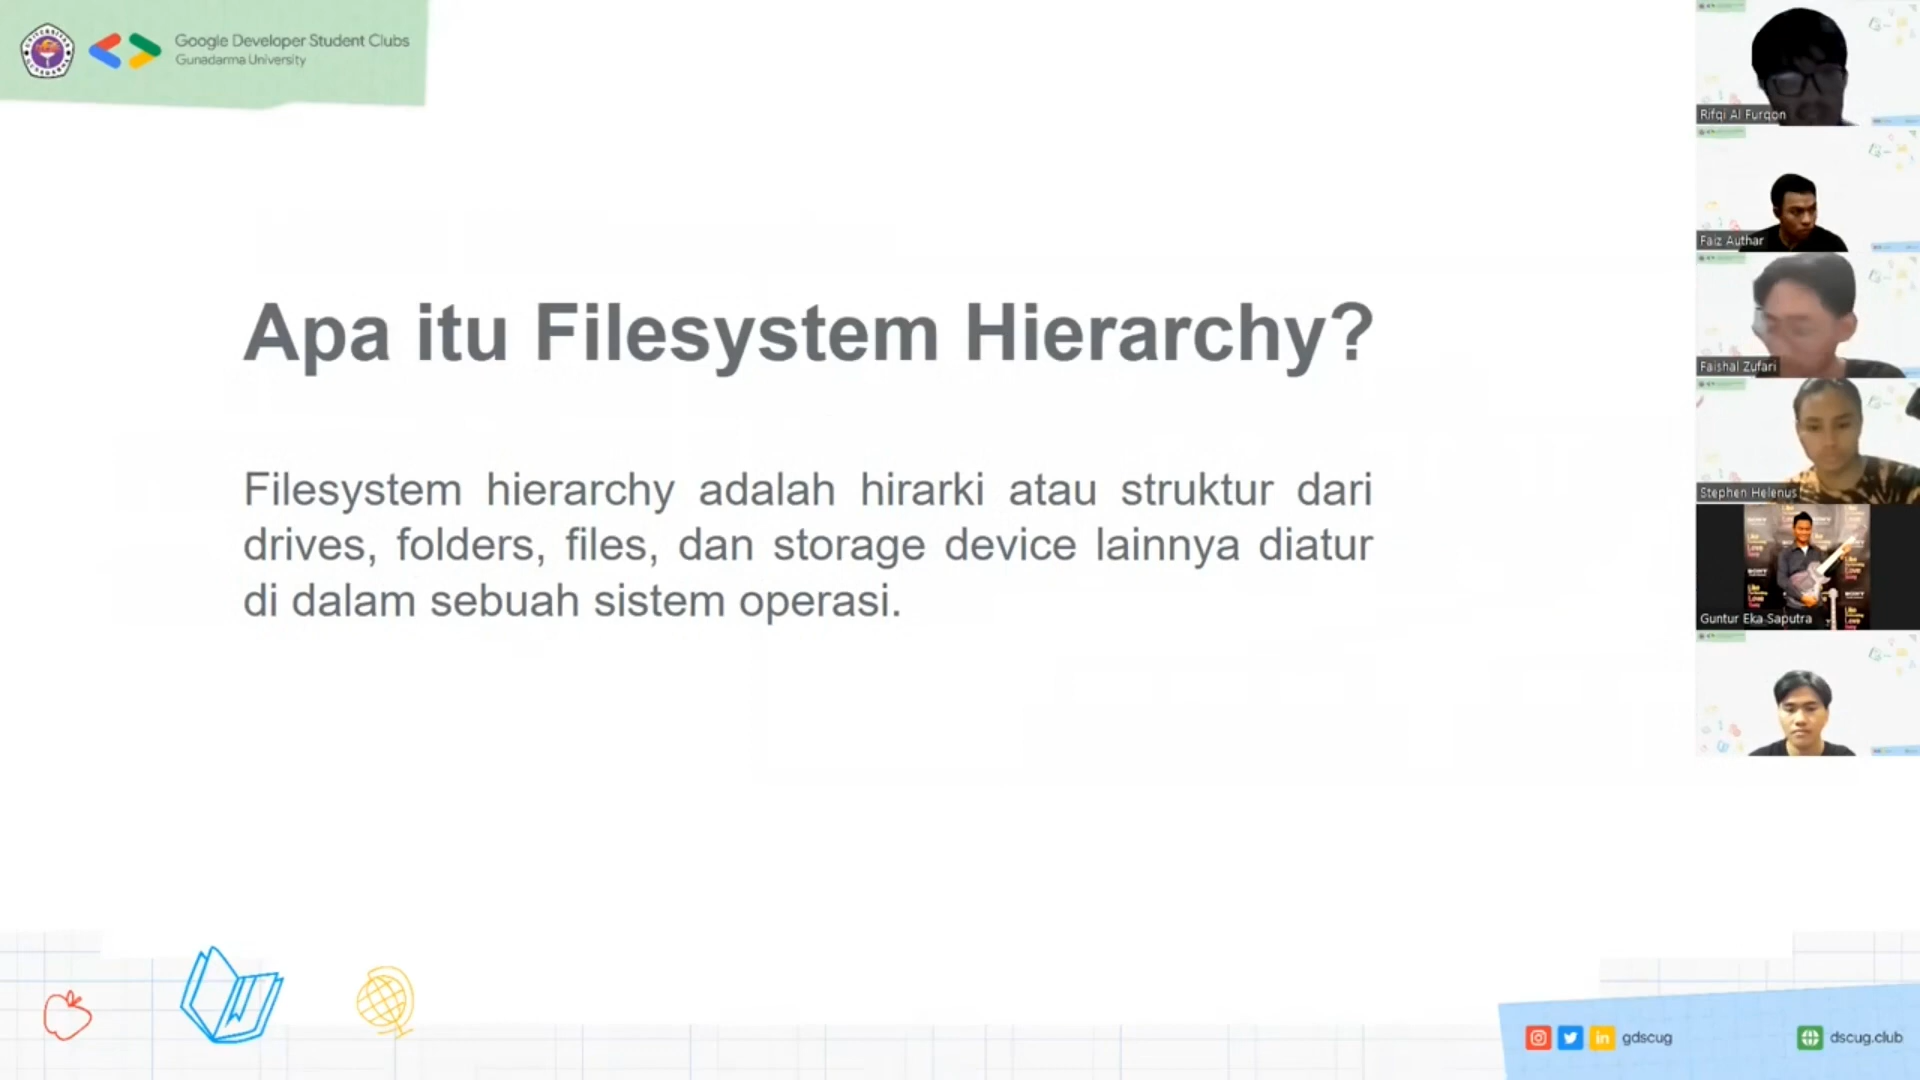 Google Developer Student Clubs
Gunadarma University
Apa itu Filesystem Hierarchy?
Filesystem hierarchy adalah hirarki atau struktur dari
drives, folders, files, dan storage device lainnya diatur
di dalam sebuah sistem operasi.
Rifqi Al Furqon
Faiz Authar
Faishal Zufari
Stephen Helenus
Guntur Eka Saputra
gdscug
dscug.club